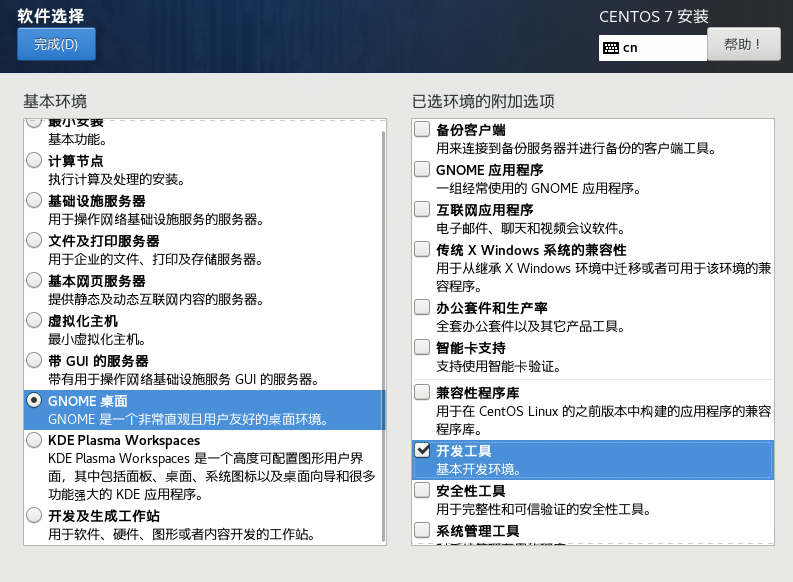 软件选择
CENTOS 7 安装
完成(D)
cn
帮助！
基本环境
最小安装
基本功能。
计算节点
执行计算及处理的安装。
基础设施服务器
用于操作网络基础设施服务的服务器。
文件及打印服务器
用于企业的文件、打印及存储服务器。
基本网页服务器
提供静态及动态互联网内容的服务器。
虚拟化主机
最小虚拟化主机。
带 GUI 的服务器
带有用于操作网络基础设施服务 GUI 的服务器。
GNOME 桌面
GNOME 是一个非常直观且用户友好的桌面环境。
KDE Plasma Workspaces
KDE Plasma Workspaces 是一个高度可配置图形用户界
面，其中包括面板、桌面、系统图标以及桌面向导和很多
功能强大的 KDE 应用程序。
开发及生成工作站
用于软件、硬件、图形或者内容开发的工作站。
已选环境的附加选项
备份客户端
用来连接到备份服务器并进行备份的客户端工具。
GNOME 应用程序
一组经常使用的 GNOME 应用程序。
互联网应用程序
电子邮件、聊天和视频会议软件。
传统 X Windows 系统的兼容性
用于从继承 X Windows 环境中迁移或者可用于该环境的兼
容程序。
办公套件和生产率
全套办公套件以及其它产品工具。
智能卡支持
支持使用智能卡验证。
兼容性程序库
用于在 CentOS Linux 的之前版本中构建的应用程序的兼容
程序库。
开发工具
基本开发环境。
安全性工具
用于完整性和可信验证的安全性工具。
系统管理工具